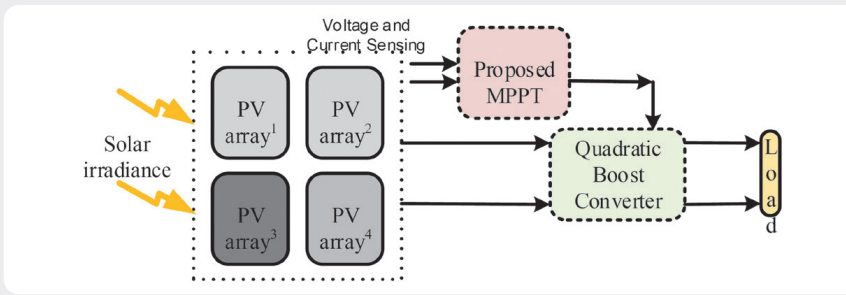 Voltage and
Current Sensing
Proposed
MPPT
PV
array¹
PV
array²
Solar
irradiance
Quadratic
Boost
Converter
Load
PV
array³
PV
array⁴